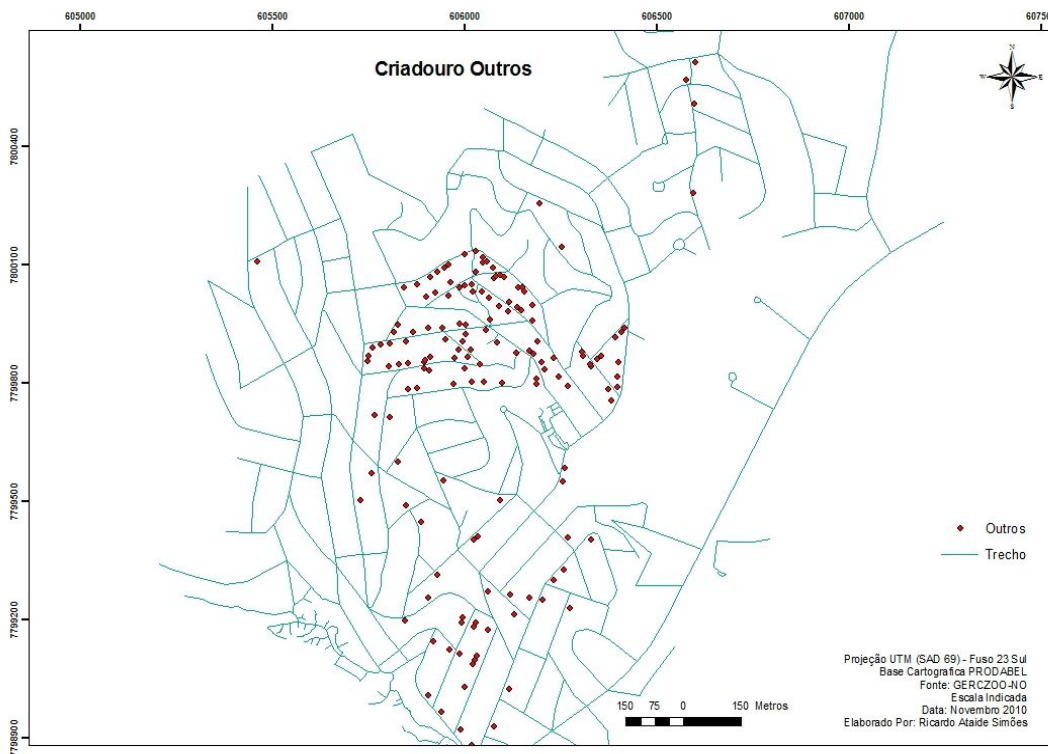 605000 605500 606000 606500 607000 60750
Criadouro Outros
N
W E
S
7800400
7800100
7799800
7799500
7799200
7798900
Outros
Trecho
Projeção UTM (SAD 69) - Fuso 23 Sul
Base Cartografica PRODABEL
Fonte: GERCZOO-NO
Escala Indicada
Data: Novembro 2010
Elaborado Por: Ricardo Ataide Simões
150 75 0 150 Metros